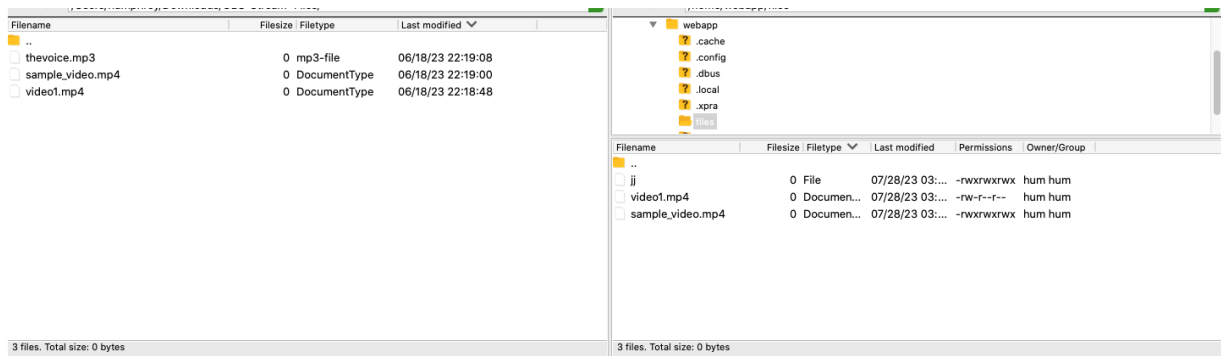 Filename Filesize Filetype Last modified
..
thevoice.mp3 0 mp3-file 06/18/23 22:19:08
sample_video.mp4 0 DocumentType 06/18/23 22:19:00
video1.mp4 0 DocumentType 06/18/23 22:18:48
3 files. Total size: 0 bytes
webapp
.cache
.config
.dbus
.local
.xpra
files
Filename Filesize Filetype Last modified Permissions Owner/Group
..
jj 0 File 07/28/23 03:... -rwxrwxrwx hum hum
video1.mp4 0 Documen... 07/28/23 03:... -rw-r--r-- hum hum
sample_video.mp4 0 Documen... 07/28/23 03:... -rwxrwxrwx hum hum
3 files. Total size: 0 bytes